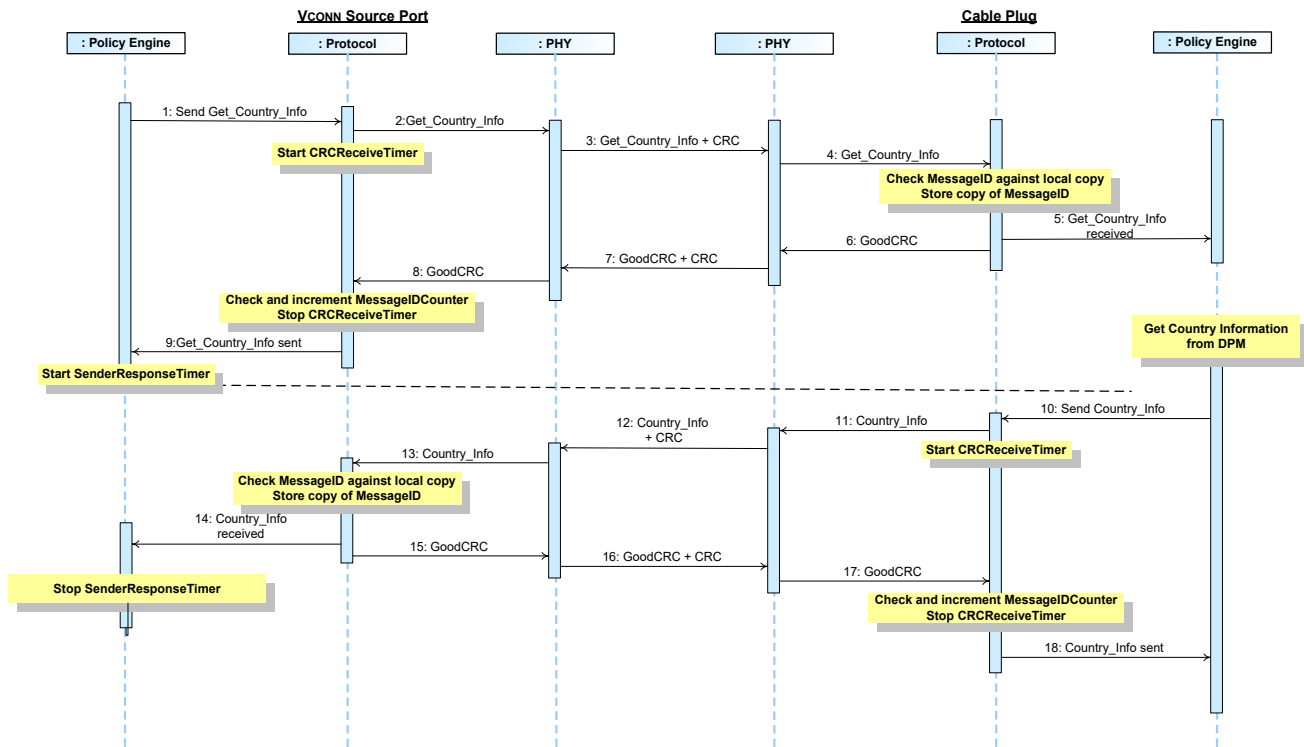 VCONN Source Port
Cable Plug
: Policy Engine
: Protocol
: PHY
: PHY
: Protocol
: Policy Engine
1: Send Get_Country_Info
2:Get_Country_Info
Start CRCReceiveTimer
3: Get_Country_Info + CRC
4: Get_Country_Info
Check MessageID against local copy
Store copy of MessageID
5: Get_Country_Info
received
6: GoodCRC
7: GoodCRC + CRC
8: GoodCRC
Check and increment MessageIDCounter
Stop CRCReceiveTimer
9:Get_Country_Info sent
Get Country Information
from DPM
Start SenderResponseTimer
10: Send Country_Info
11: Country_Info
Start CRCReceiveTimer
12: Country_Info
+ CRC
13: Country_Info
Check MessageID against local copy
Store copy of MessageID
14: Country_Info
received
15: GoodCRC
16: GoodCRC + CRC
17: GoodCRC
Stop SenderResponseTimer
Check and increment MessageIDCounter
Stop CRCReceiveTimer
18: Country_Info sent